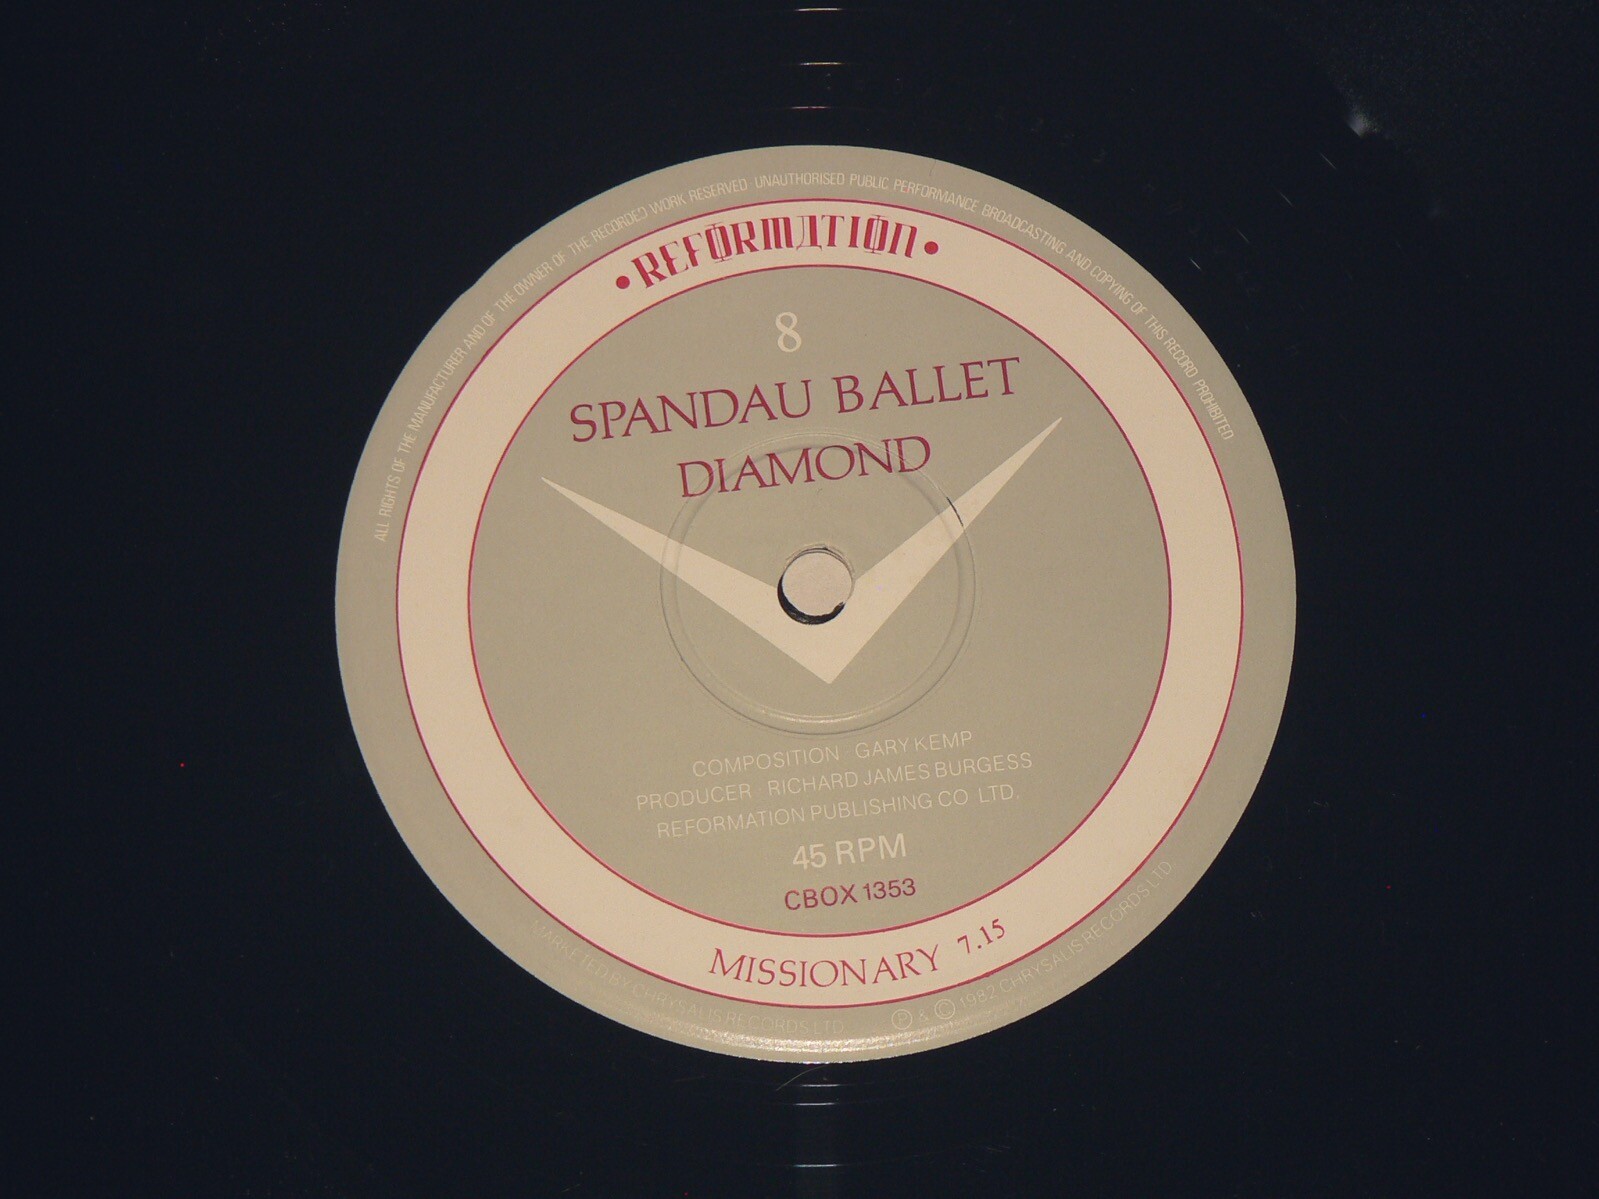 ALL RIGHTS OF THE MANUFACTURER AND OF THE OWNER OF THE RECORDED WORK RESERVED · UNAUTHORISED PUBLIC PERFORMANCE BROADCASTING AND COPYING OF THIS RECORD PROHIBITED
• REFORMATION •
8
SPANDAU BALLET
DIAMOND
COMPOSITION GARY KEMP
PRODUCER RICHARD JAMES BURGESS
REFORMATION PUBLISHING CO LTD.
45 RPM
CBOX 1353
MISSIONARY 7.15
MARKETED BY CHRYSALIS RECORDS LTD ℗ & © 1982 CHRYSALIS RECORDS LTD